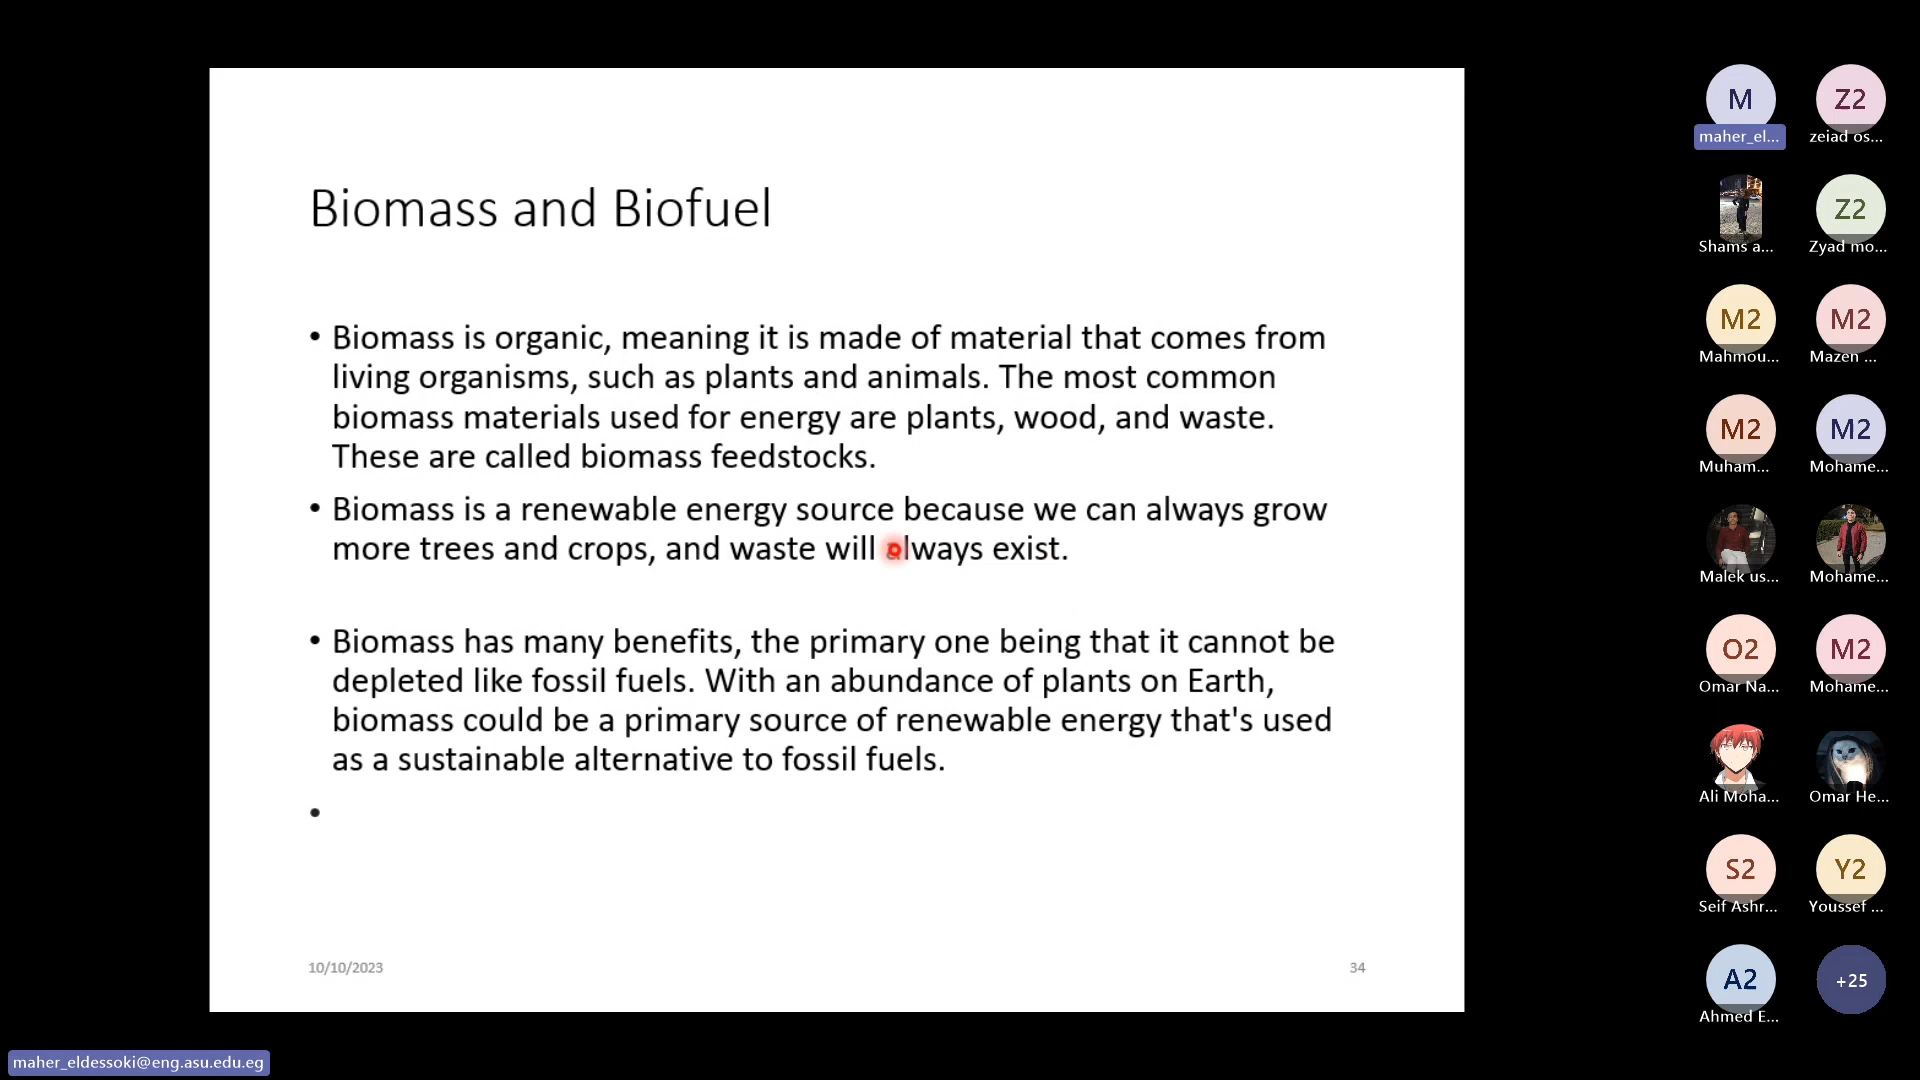 Biomass and Biofuel
• Biomass is organic, meaning it is made of material that comes from
living organisms, such as plants and animals. The most common
biomass materials used for energy are plants, wood, and waste.
These are called biomass feedstocks.
• Biomass is a renewable energy source because we can always grow
more trees and crops, and waste will always exist.
• Biomass has many benefits, the primary one being that it cannot be
depleted like fossil fuels. With an abundance of plants on Earth,
biomass could be a primary source of renewable energy that's used
as a sustainable alternative to fossil fuels.
•
10/10/2023
34
M
Z2
maher_el...
zeiad os...
Z2
Shams a...
Zyad mo...
M2
M2
Mahmou...
Mazen ...
M2
M2
Muham...
Mohame...
Malek us...
Mohame...
O2
M2
Omar Na...
Mohame...
Ali Moha...
Omar He...
S2
Y2
Seif Ashr...
Youssef ...
A2
+25
Ahmed E...
maher_eldessoki@eng.asu.edu.eg